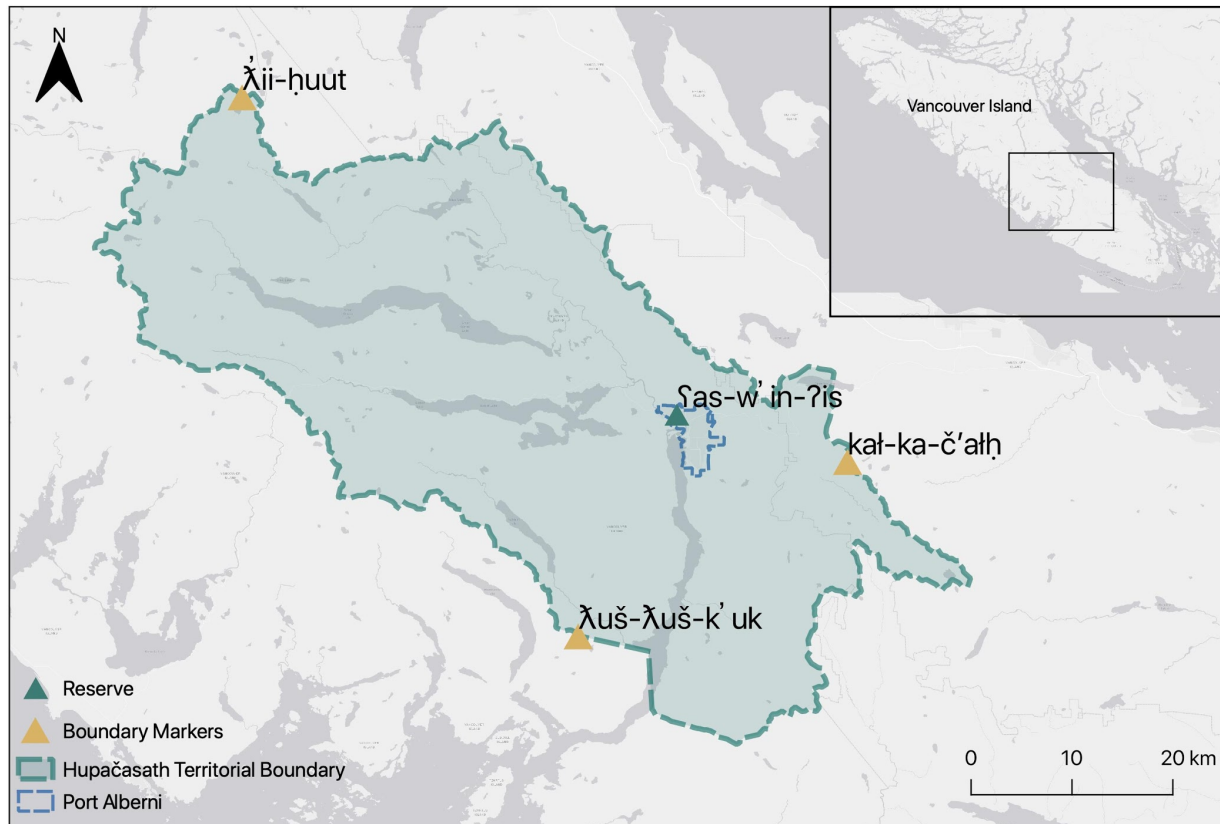 N
ƛ̓ii-ḥuut
Vancouver Island
ʕas-w̓in-ʔis
kał-ka-č’ałḥ
ƛuš-ƛuš-k̓uk
Reserve
Boundary Markers
Hupačasath Territorial Boundary
Port Alberni
0 10 20 km